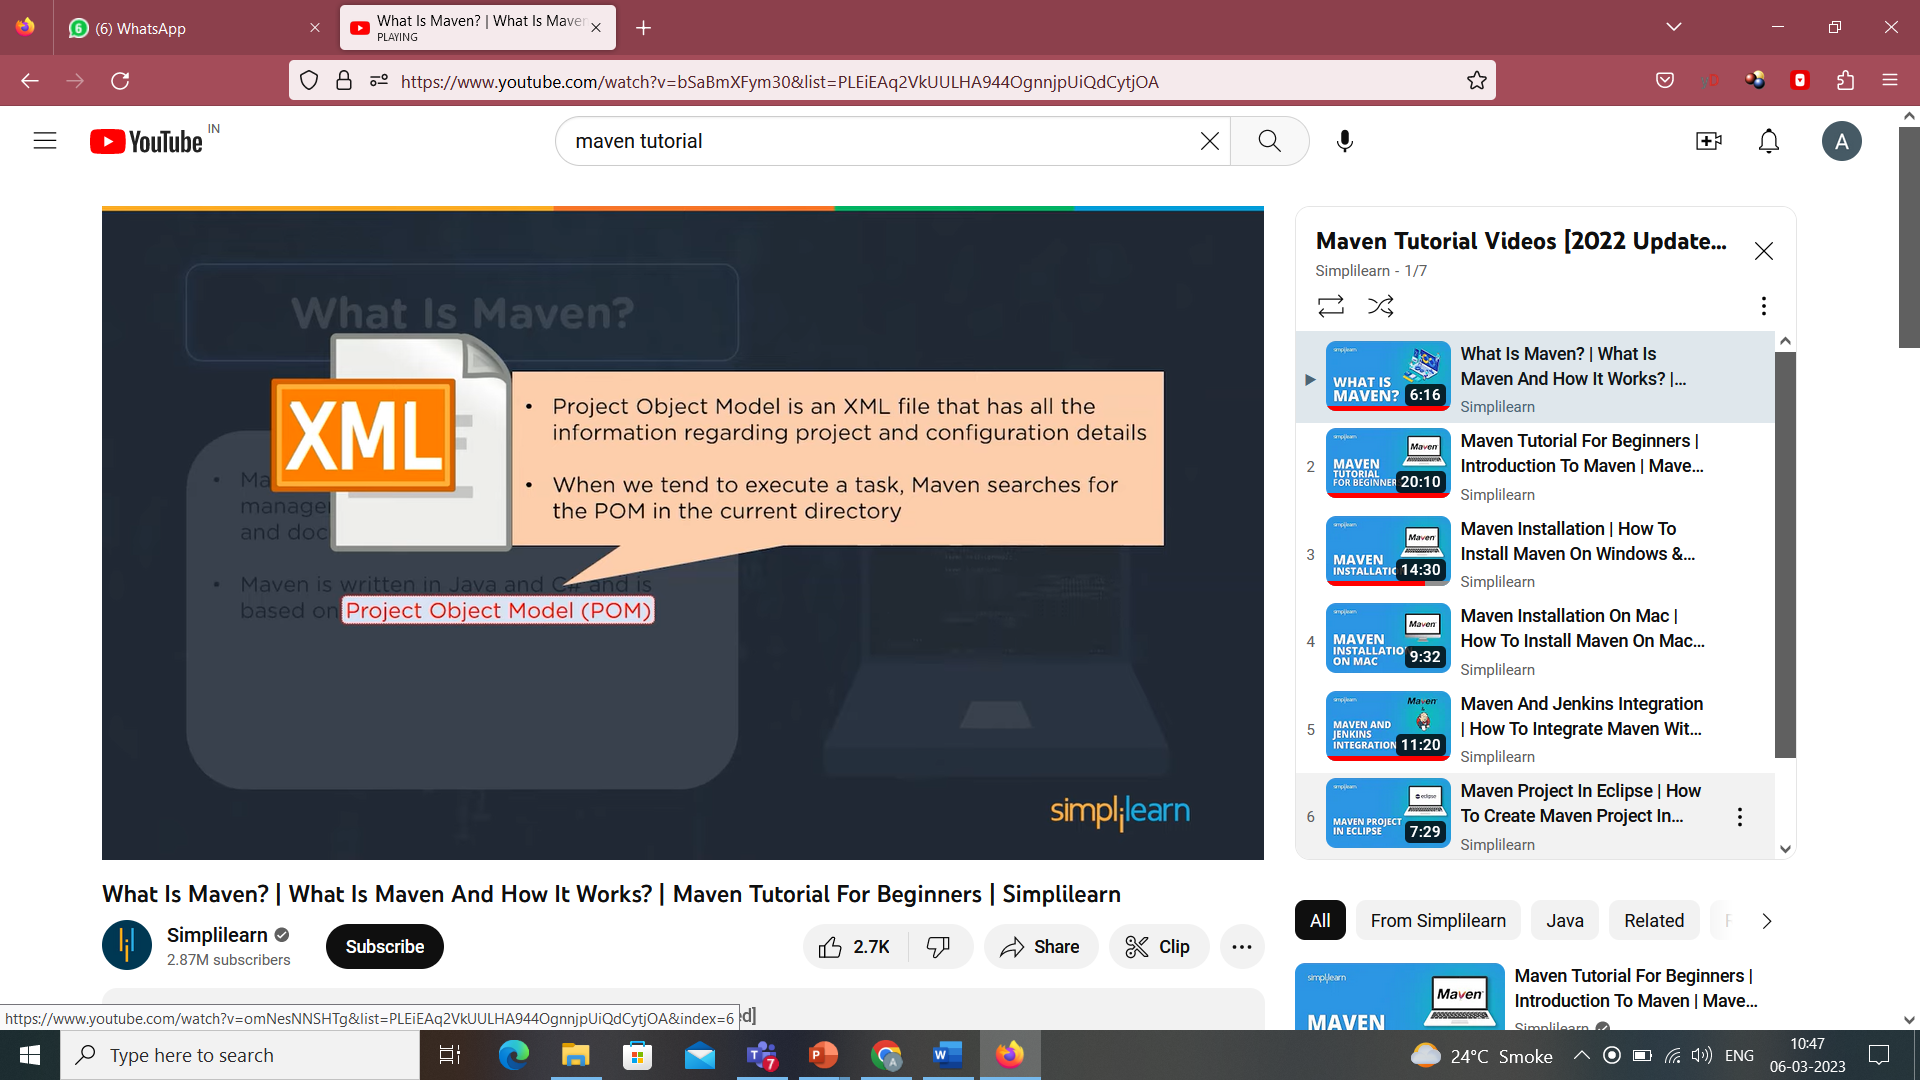 (6) WhatsApp
What Is Maven? | What Is Maven
PLAYING
https://www.youtube.com/watch?v=bSaBmXFym30&list=PLEiEAq2VkUULHA944OgnnjpUiQdCytjOA
YouTube IN
maven tutorial
A
What Is Maven?
XML
• Project Object Model is an XML file that has all the
information regarding project and configuration details
• When we tend to execute a task, Maven searches for
the POM in the current directory
• Maven is written in Java and C# and is
based on Project Object Model (POM)
simplilearn
Maven Tutorial Videos [2022 Update...
Simplilearn - 1/7
WHAT IS
MAVEN?
6:16
What Is Maven? | What Is
Maven And How It Works? |...
Simplilearn
2
MAVEN
TUTORIAL
FOR BEGINNER
Maven
20:10
Maven Tutorial For Beginners |
Introduction To Maven | Mave...
Simplilearn
3
MAVEN
INSTALLATIO
Maven
14:30
Maven Installation | How To
Install Maven On Windows &...
Simplilearn
4
MAVEN
INSTALLATIO
ON MAC
Maven
9:32
Maven Installation On Mac |
How To Install Maven On Mac...
Simplilearn
5
MAVEN AND
JENKINS
INTEGRATION
Maven
11:20
Maven And Jenkins Integration
| How To Integrate Maven Wit...
Simplilearn
6
MAVEN PROJECT
IN ECLIPSE
eclipse
7:29
Maven Project In Eclipse | How
To Create Maven Project In...
Simplilearn
What Is Maven? | What Is Maven And How It Works? | Maven Tutorial For Beginners | Simplilearn
Simplilearn
2.87M subscribers
Subscribe
2.7K
Share
Clip
All
From Simplilearn
Java
Related
simplilearn
MAVEN
Maven
Maven Tutorial For Beginners |
Introduction To Maven | Mave...
Simplilearn
https://www.youtube.com/watch?v=omNesNNSHTg&list=PLEiEAq2VkUULHA944OgnnjpUiQdCytjOA&index=6
ed]
Type here to search
7
24°C Smoke
ENG
10:47
06-03-2023